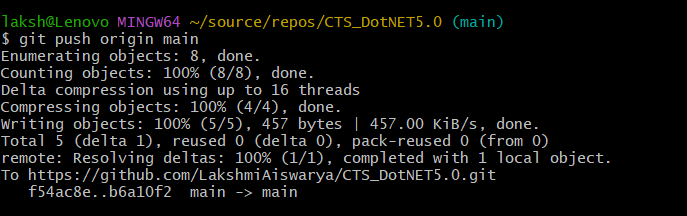 laksh@Lenovo MINGW64 ~/source/repos/CTS_DotNET5.0 (main)
$ git push origin main
Enumerating objects: 8, done.
Counting objects: 100% (8/8), done.
Delta compression using up to 16 threads
Compressing objects: 100% (4/4), done.
Writing objects: 100% (5/5), 457 bytes | 457.00 KiB/s, done.
Total 5 (delta 1), reused 0 (delta 0), pack-reused 0 (from 0)
remote: Resolving deltas: 100% (1/1), completed with 1 local object.
To https://github.com/LakshmiAiswarya/CTS_DotNET5.0.git
   f54ac8e..b6a10f2  main -> main